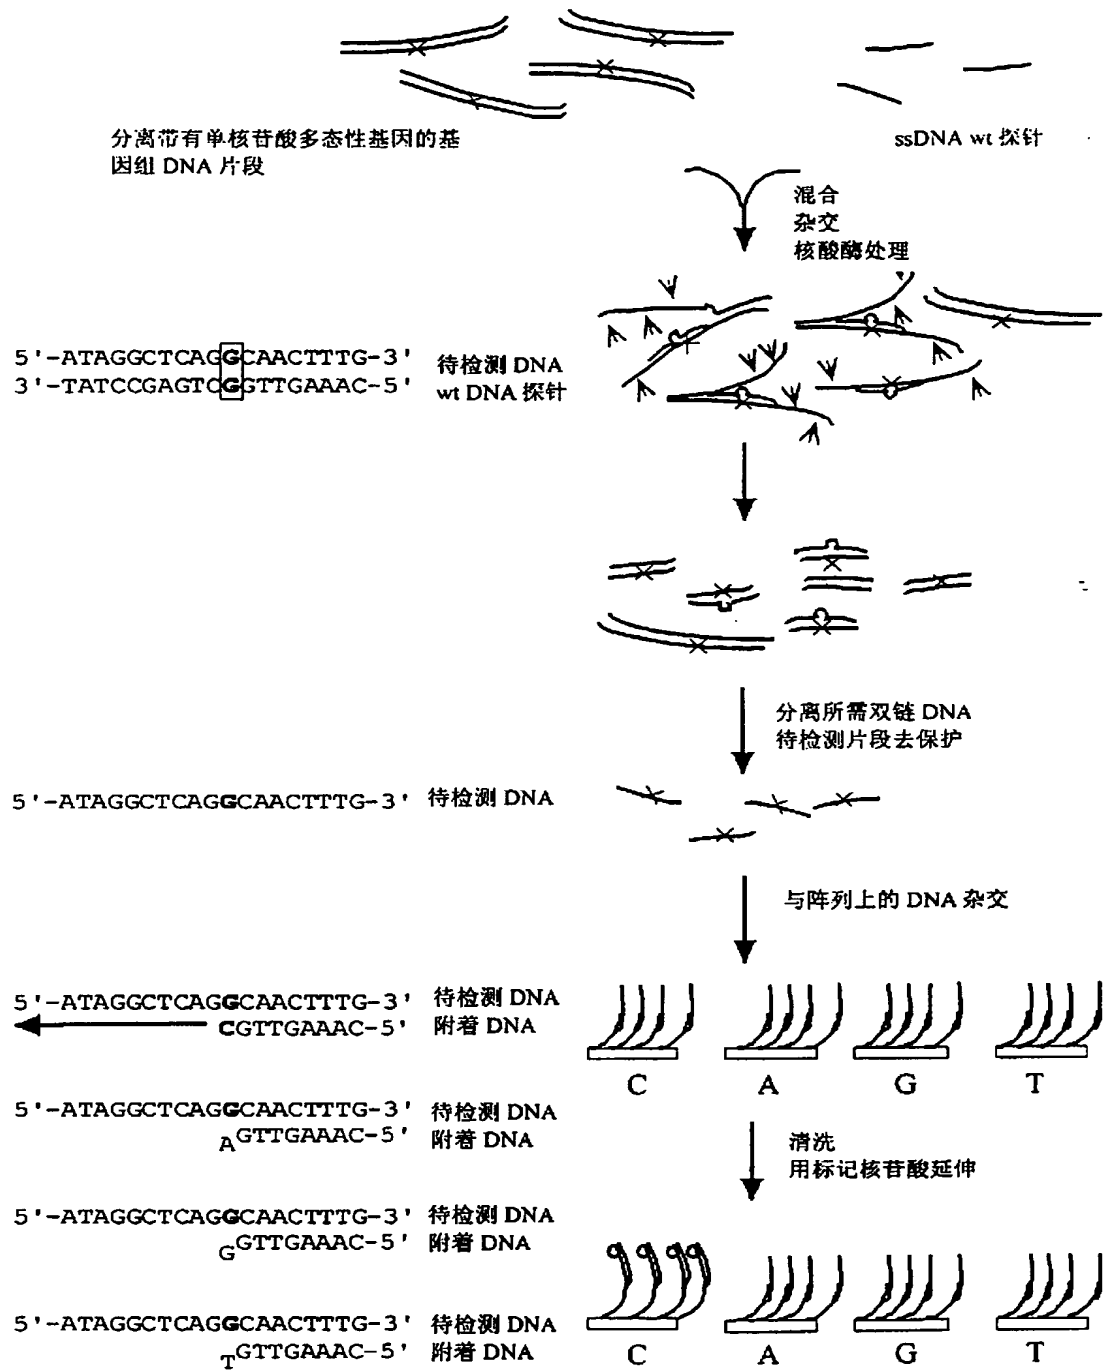 分离带有单核苷酸多态性基因的基
因组 DNA 片段
ssDNA wt 探针
混合
杂交
核酸酶处理
5'-ATAGGCTCAGGCAACTTTG-3' 待检测 DNA
3'-TATCCGAGTCGGTTGAAAC-5' wt DNA 探针
分离所需双链 DNA
待检测片段去保护
5'-ATAGGCTCAGGCAACTTTG-3' 待检测 DNA
与阵列上的 DNA 杂交
5'-ATAGGCTCAGGCAACTTTG-3' 待检测 DNA
CGTTGAAAC-5' 附着 DNA
C A G T
5'-ATAGGCTCAGGCAACTTTG-3' 待检测 DNA
AGTTGAAAC-5' 附着 DNA
清洗
用标记核苷酸延伸
5'-ATAGGCTCAGGCAACTTTG-3' 待检测 DNA
GGTTGAAAC-5' 附着 DNA
5'-ATAGGCTCAGGCAACTTTG-3' 待检测 DNA
TGTTGAAAC-5' 附着 DNA
C A G T